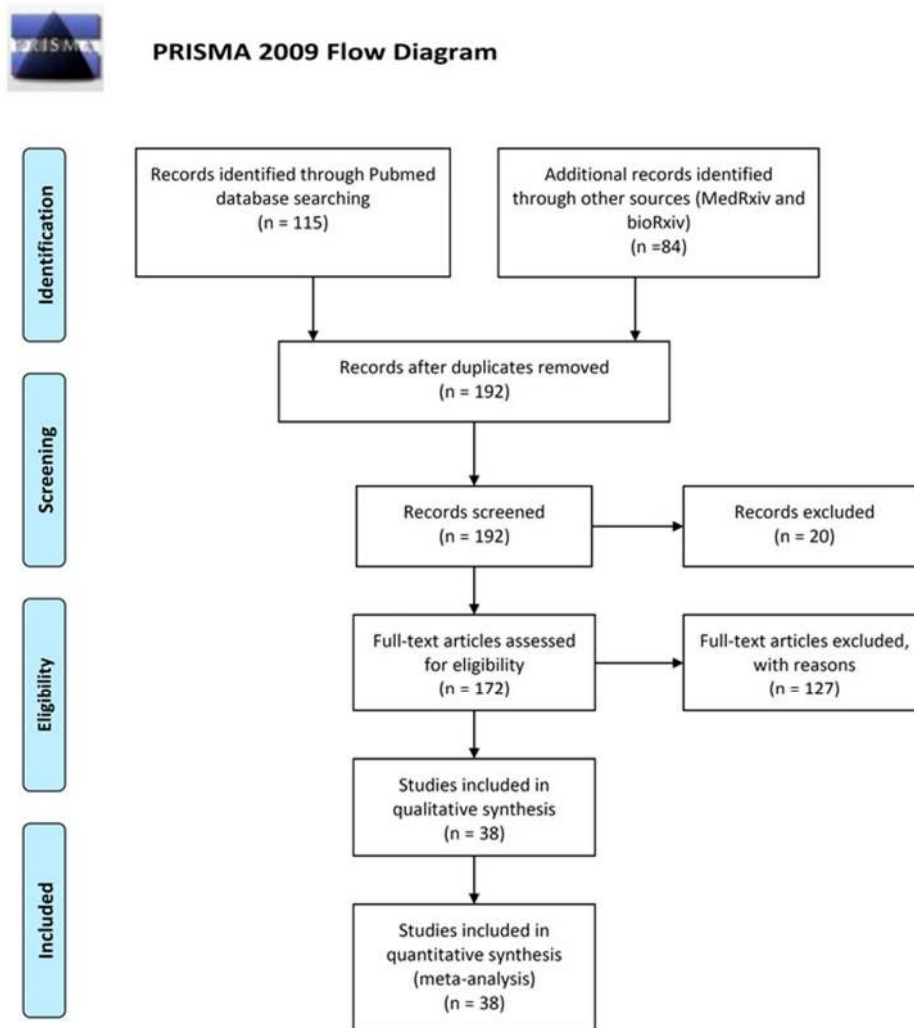 PRISMA
PRISMA 2009 Flow Diagram
Identification
Records identified through Pubmed
database searching
(n = 115)
Additional records identified
through other sources (MedRxiv and
bioRxiv)
(n =84)
Records after duplicates removed
(n = 192)
Screening
Records screened
(n = 192)
Records excluded
(n = 20)
Eligibility
Full-text articles assessed
for eligibility
(n = 172)
Full-text articles excluded,
with reasons
(n = 127)
Studies included in
qualitative synthesis
(n = 38)
Included
Studies included in
quantitative synthesis
(meta-analysis)
(n = 38)